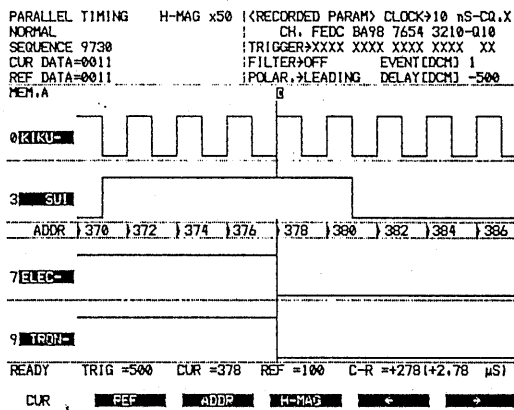 PARALLEL TIMING H-MAG x50 |<RECORDED PARAM> CLOCK→10 nS-CQ.X
NORMAL | CH. FEDC BA98 7654 3210-Q10
SEQUENCE 9730 |TRIGGER→XXXX XXXX XXXX XXXX XX
CUR DATA=0011 |FILTER→OFF EVENT[DCM] 1
REF DATA=0011 |POLAR.→LEADING DELAY[DCM] -500
MEM.A C
0 KIKU-
3 SUI
ADDR 370 372 374 376 378 380 382 384 386
7 ELEC-
9 TRON-
READY TRIG =500 CUR =378 REF =100 C-R =+278(+2.78 µS)
CUR REF ADDR H-MAG ← →